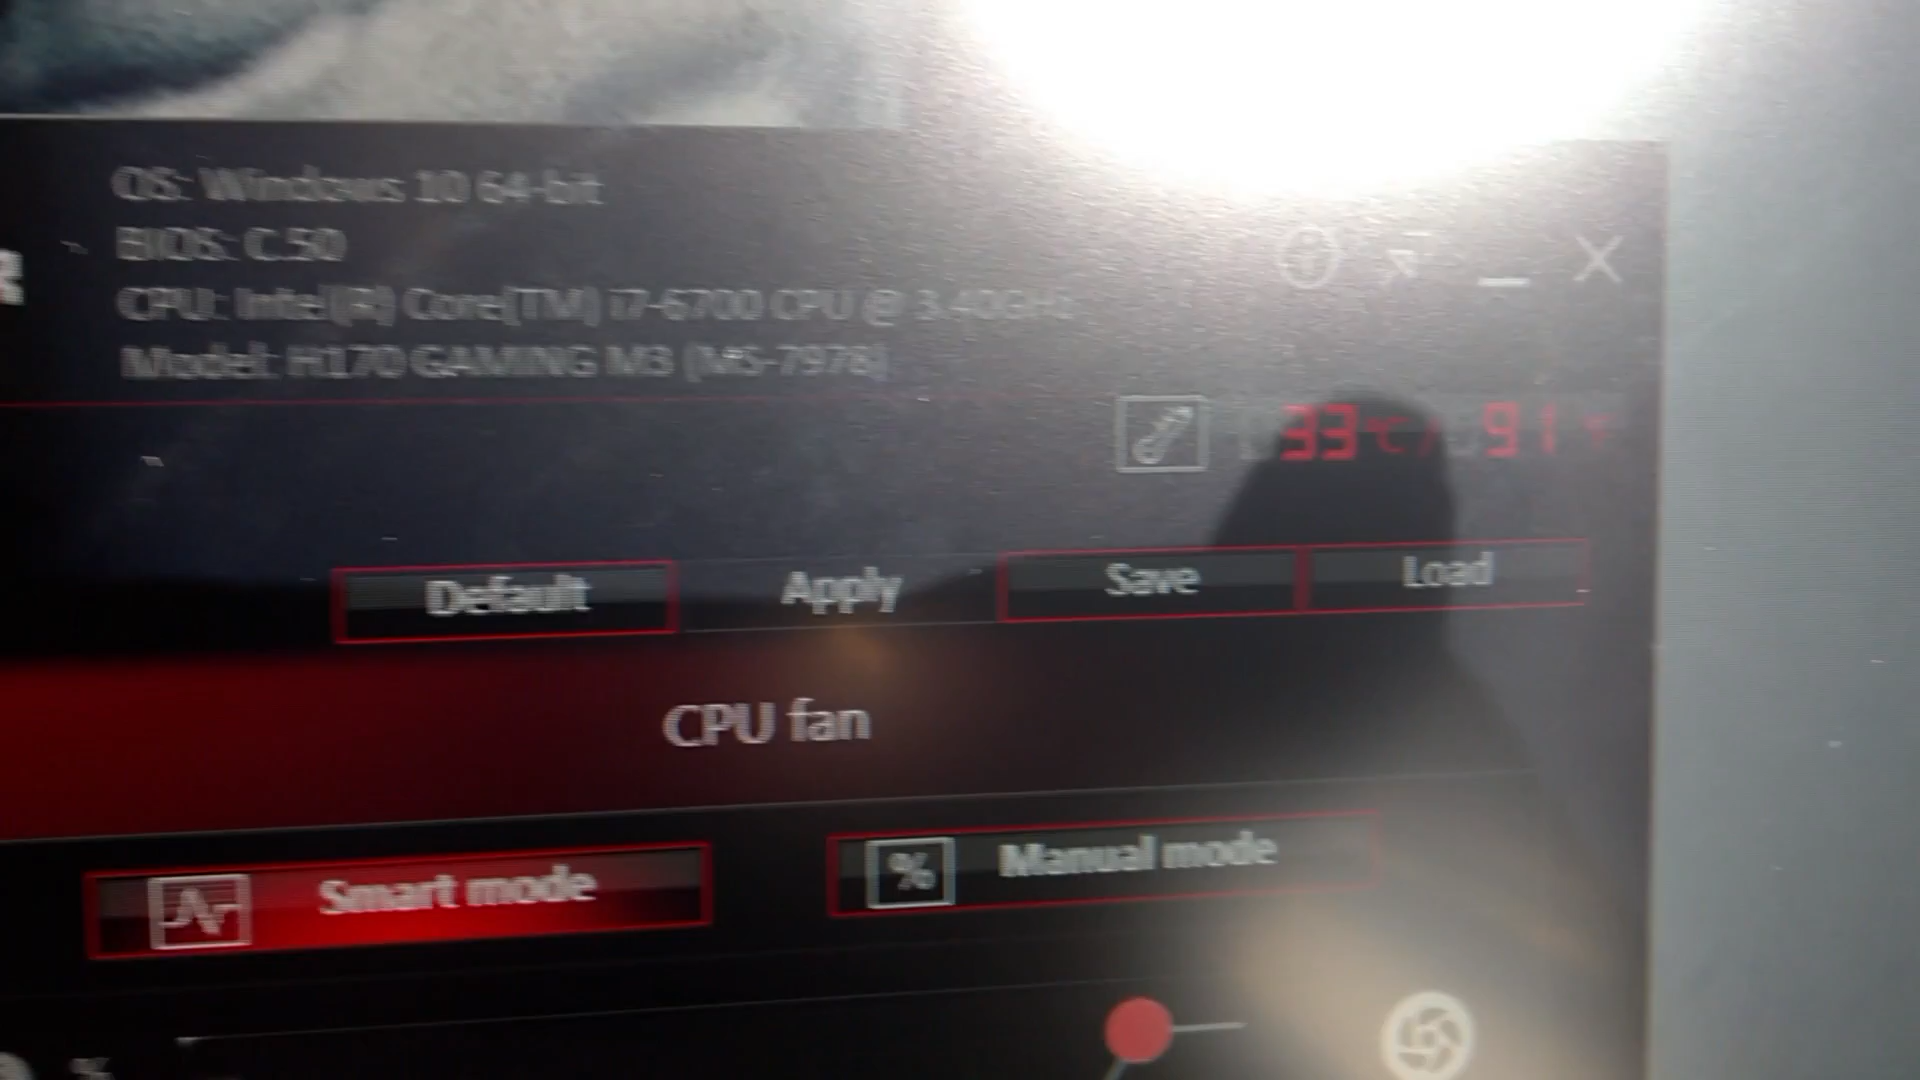 OS: Windows 10 64-bit
BIOS: C.50
CPU: Intel(R) Core(TM) i7-6700 CPU @ 3.40GHz
Model: H170 GAMING M3 (MS-7978)
33°C / 91°F
Default Apply Save Load
CPU fan
Smart mode % Manual mode
%